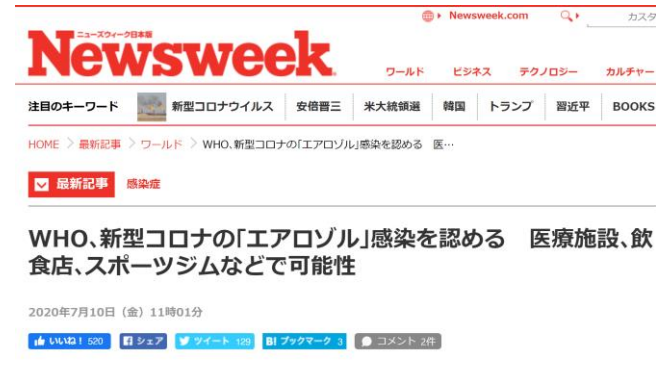 Newsweek.com
カスタ
ニューズウィーク日本版
Newsweek
ワールド ビジネス テクノロジー カルチャー
注目のキーワード 新型コロナウイルス 安倍晋三 米大統領選 韓国 トランプ 習近平 BOOKS
HOME > 最新記事 > ワールド > WHO、新型コロナの「エアロゾル」感染を認める 医…
最新記事 感染症
WHO、新型コロナの「エアロゾル」感染を認める 医療施設、飲
食店、スポーツジムなどで可能性
2020年7月10日（金）11時01分
いいね！ 520 シェア ツイート 129 B! ブックマーク 3 コメント 2件